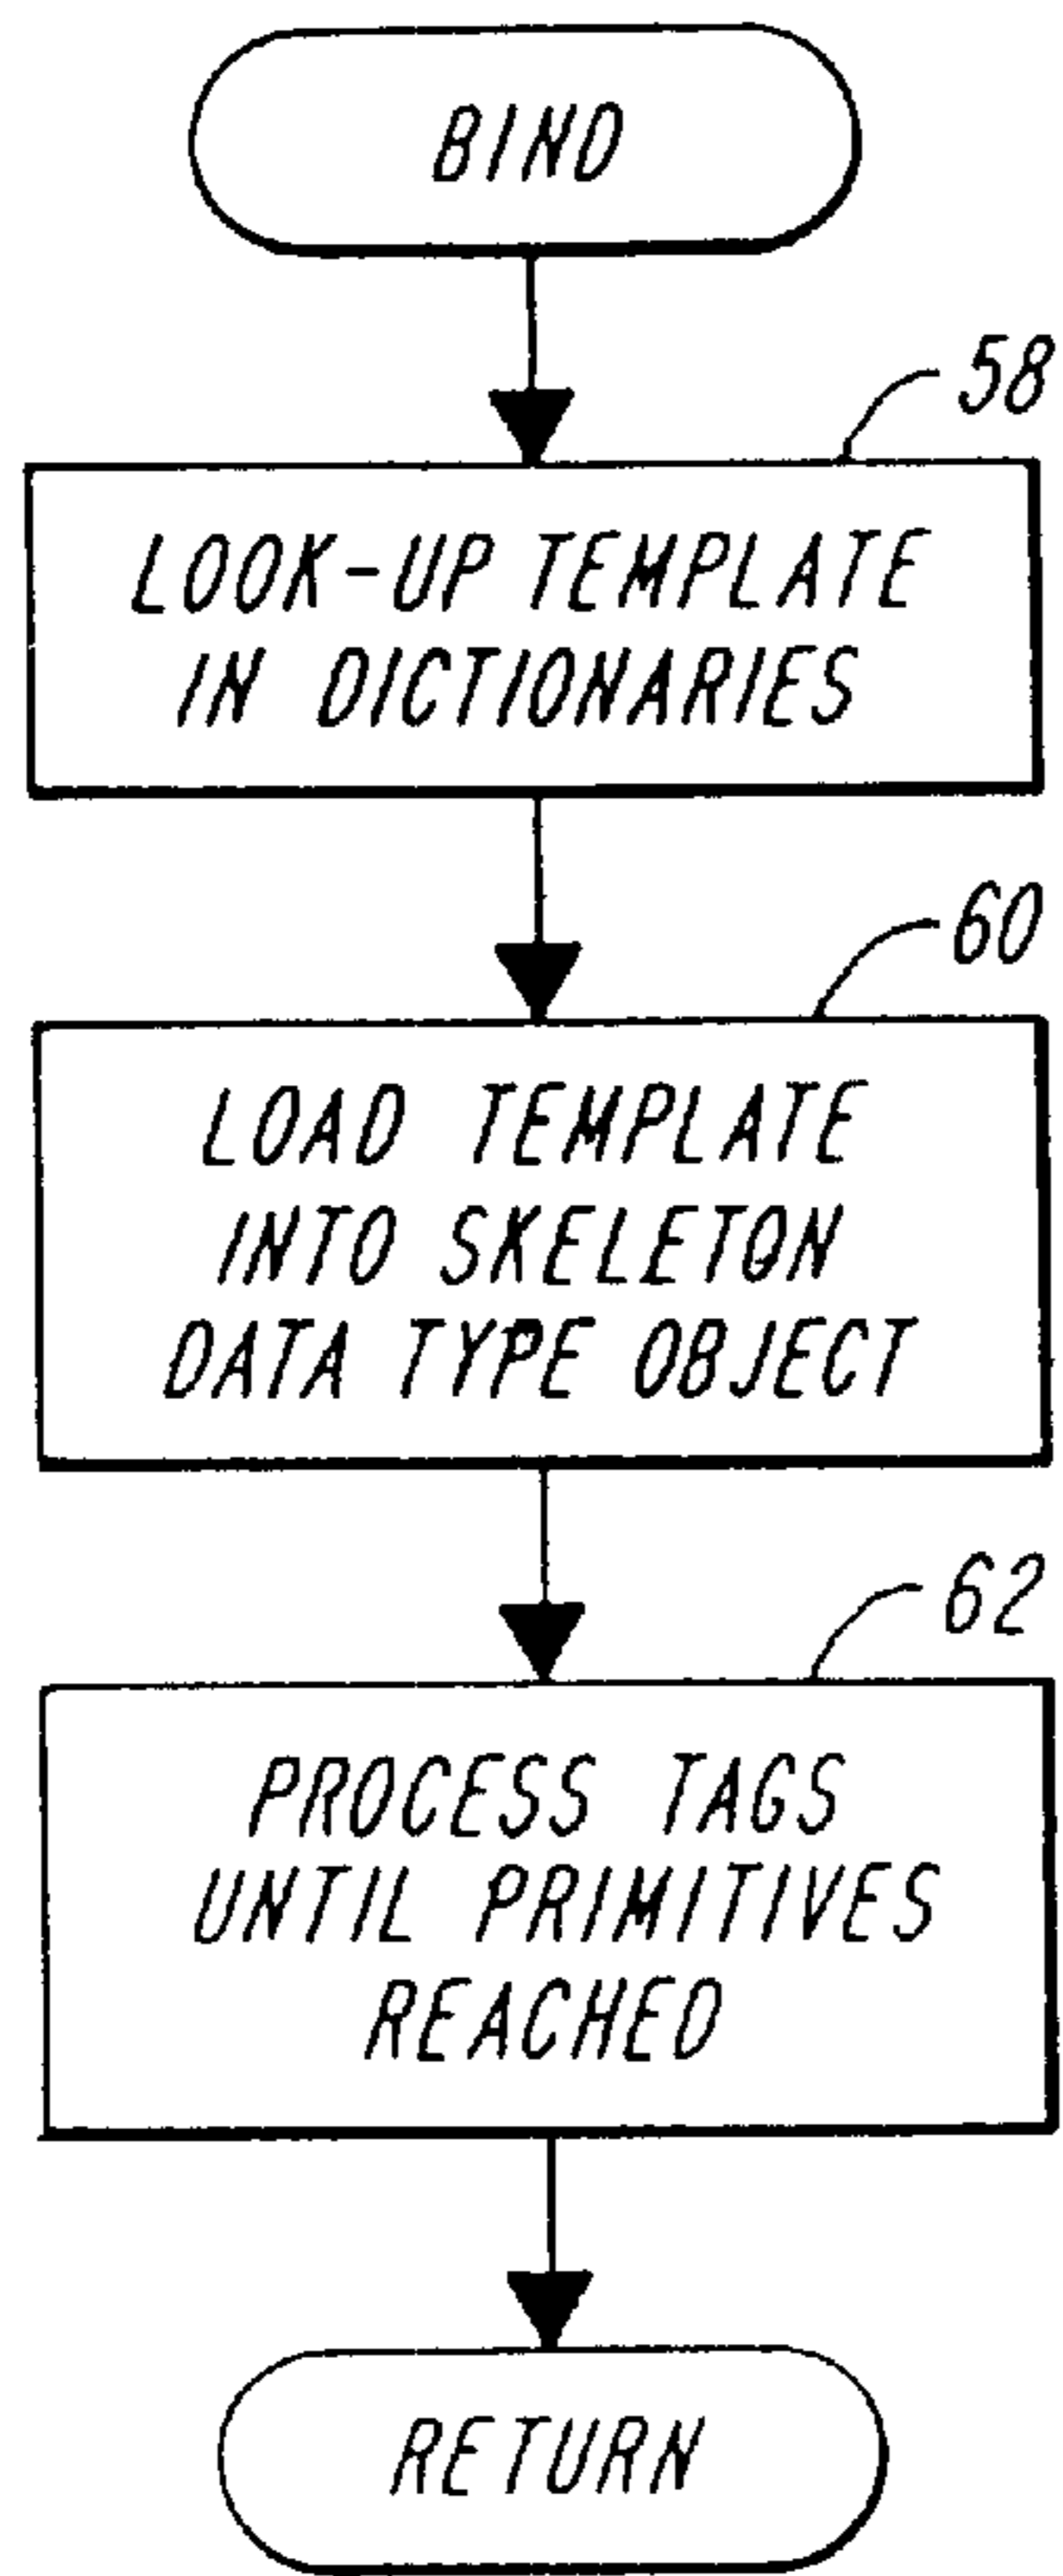 BIND
58
LOOK-UP TEMPLATE
IN DICTIONARIES
60
LOAD TEMPLATE
INTO SKELETON
DATA TYPE OBJECT
62
PROCESS TAGS
UNTIL PRIMITIVES
REACHED
RETURN